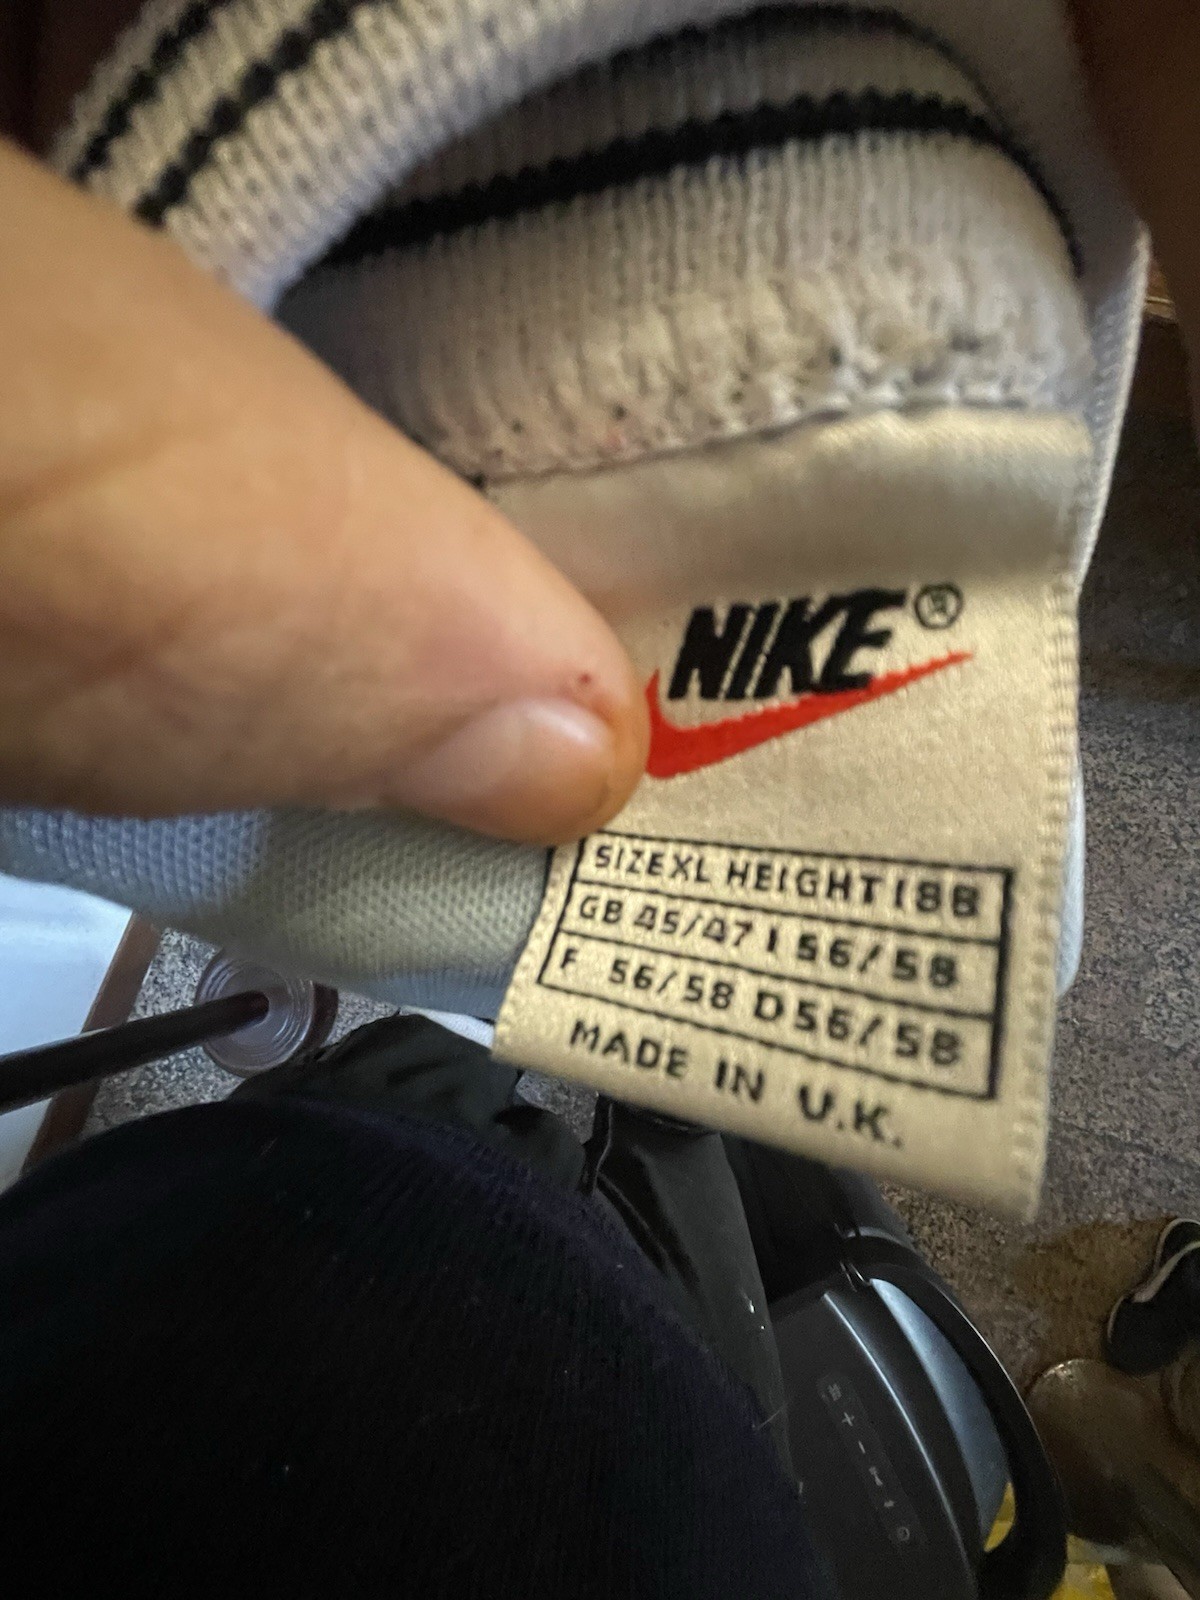 NIKE®
SIZE XL HEIGHT 188
GB 45/47 I 56/58
F 56/58 D 56/58
MADE IN U.K.